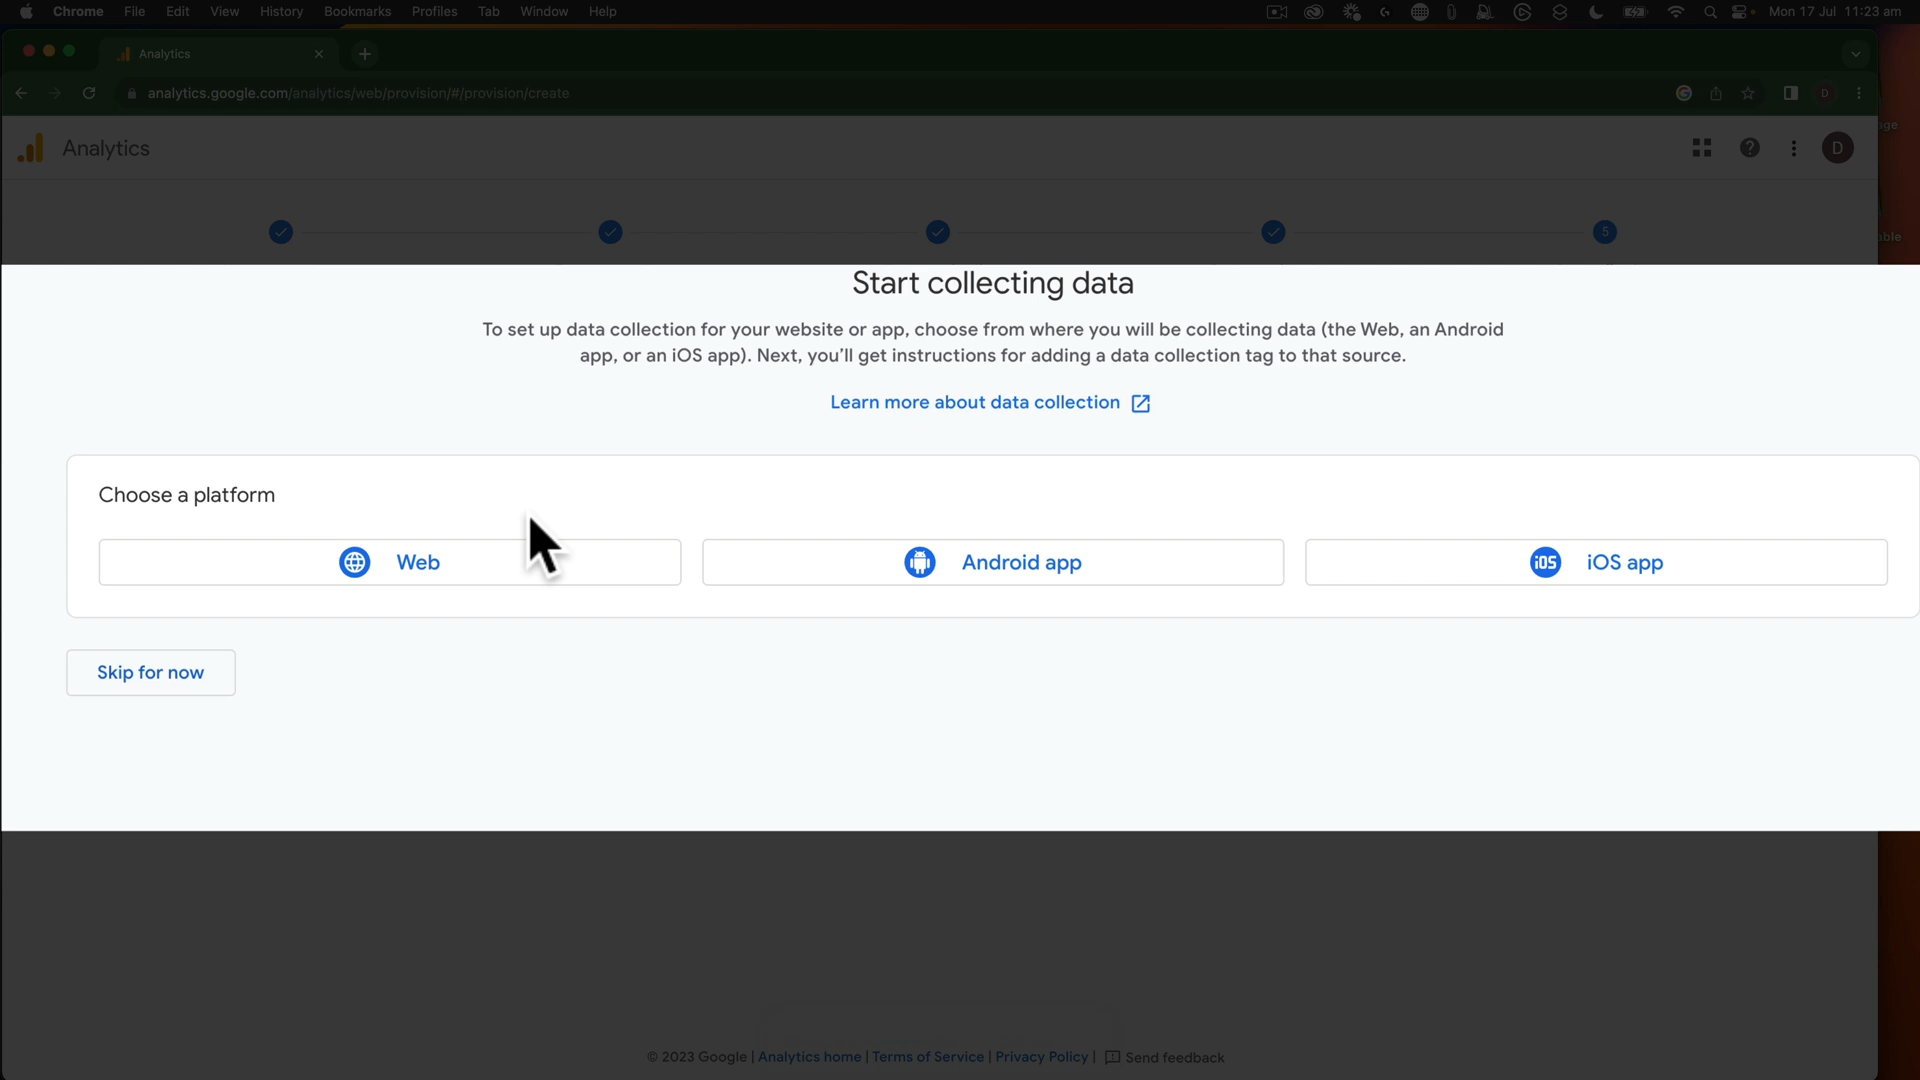 Chrome File Edit View History Bookmarks Profiles Tab Window Help Mon 17 Jul 11:23 am
Analytics
analytics.google.com/analytics/web/provision/#/provision/create
D
Analytics
D
5
Start collecting data
To set up data collection for your website or app, choose from where you will be collecting data (the Web, an Android
app, or an iOS app). Next, you’ll get instructions for adding a data collection tag to that source.
Learn more about data collection
Choose a platform
Web
Android app
iOS iOS app
Skip for now
© 2023 Google | Analytics home | Terms of Service | Privacy Policy | Send feedback